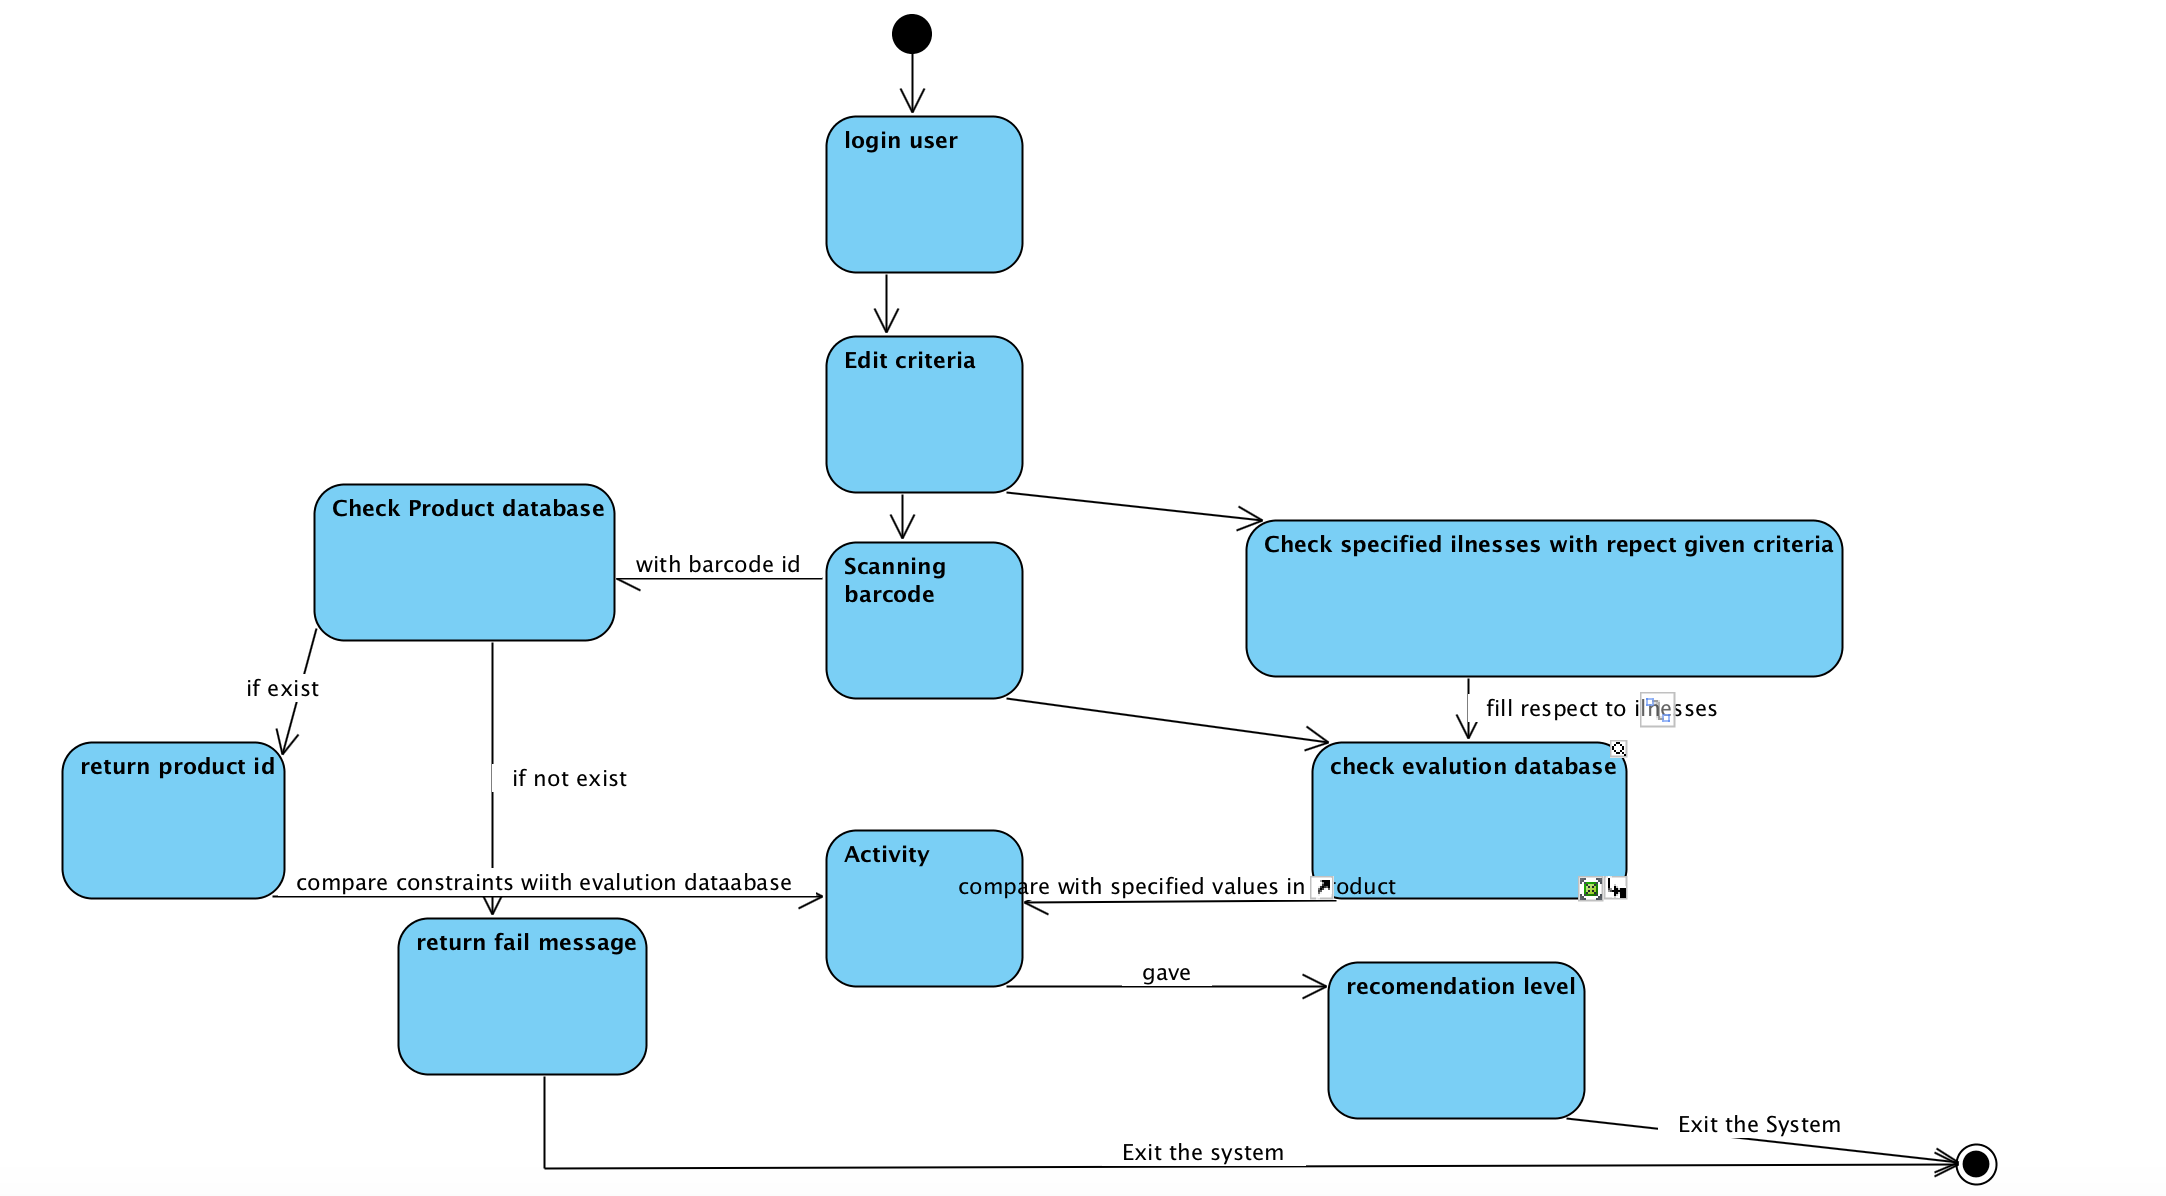 login user
Edit criteria
Check Product database
with barcode id
Scanning
barcode
Check specified ilnesses with repect given criteria
if exist
fill respect to ilnesses
return product id
if not exist
check evalution database
Activity
compare constraints wiith evalution dataabase
compare with specified values in roduct
return fail message
gave
recomendation level
Exit the System
Exit the system